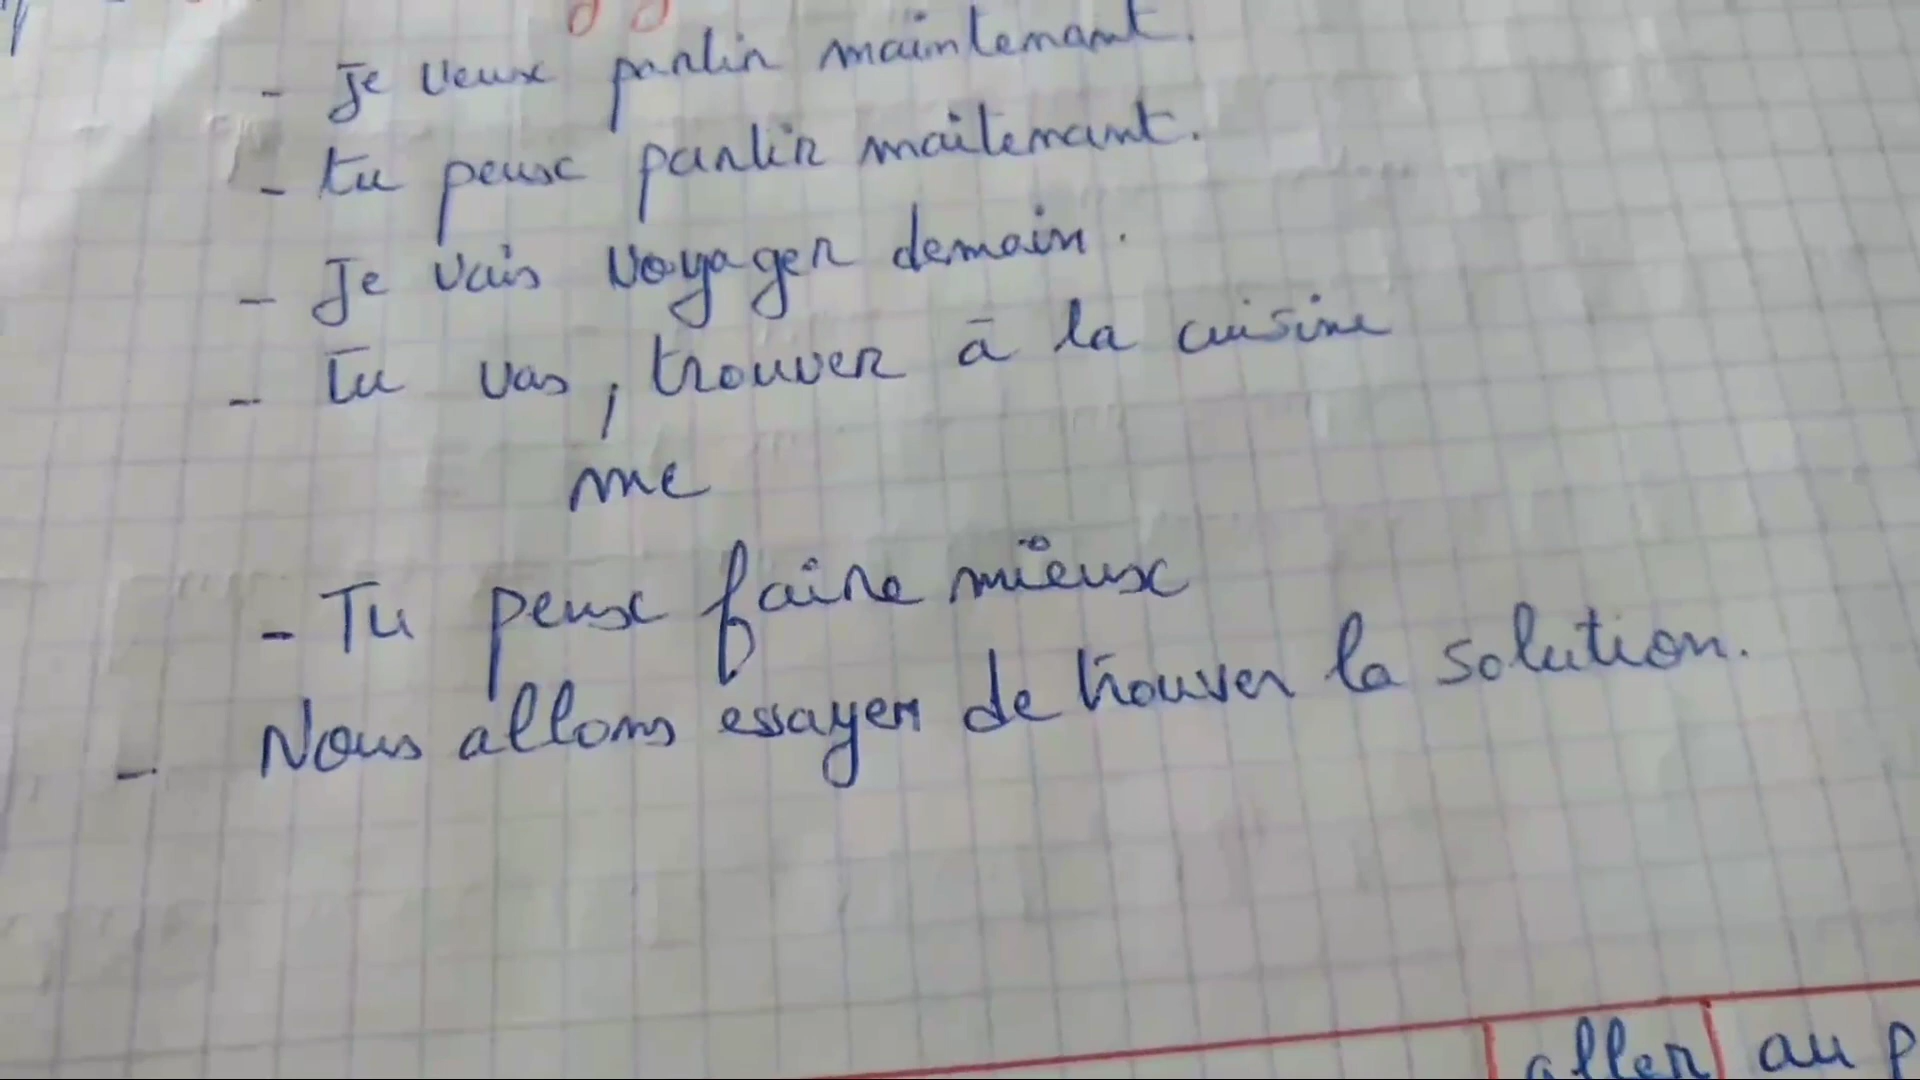 - Je veux partir maintenant.
- tu peux partir maitenant.
- Je vais voyager demain.
- Tu vas, trouver à la cuisine
me
- Tu peux faire mieux
- Nous allons essayer de trouver la solution.
aller au p